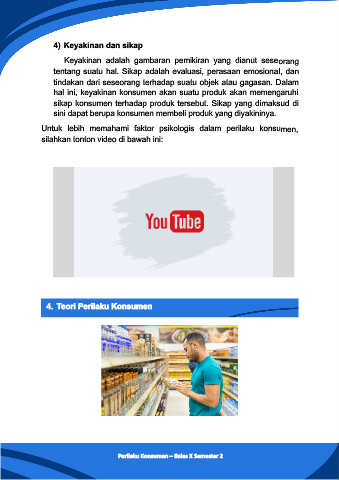 4) Keyakinan dan sikap
Keyakinan adalah gambaran pemikiran yang dianut seseorang
tentang suatu hal. Sikap adalah evaluasi, perasaan emosional, dan
tindakan dari seseorang terhadap suatu objek atau gagasan. Dalam
hal ini, keyakinan konsumen akan suatu produk akan memengaruhi
sikap konsumen terhadap produk tersebut. Sikap yang dimaksud di
sini dapat berupa konsumen membeli produk yang diyakininya.
Untuk lebih memahami faktor psikologis dalam perilaku konsumen,
silahkan tonton video di bawah ini:
YouTube
4. Teori Perilaku Konsumen
Perilaku Konsumen – Kelas X Semester 2